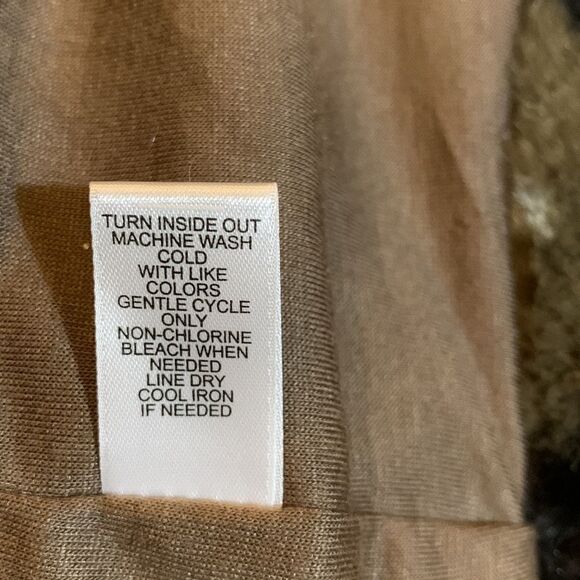 TURN INSIDE OUT
MACHINE WASH
COLD
WITH LIKE
COLORS
GENTLE CYCLE
ONLY
NON-CHLORINE
BLEACH WHEN
NEEDED
LINE DRY
COOL IRON
IF NEEDED